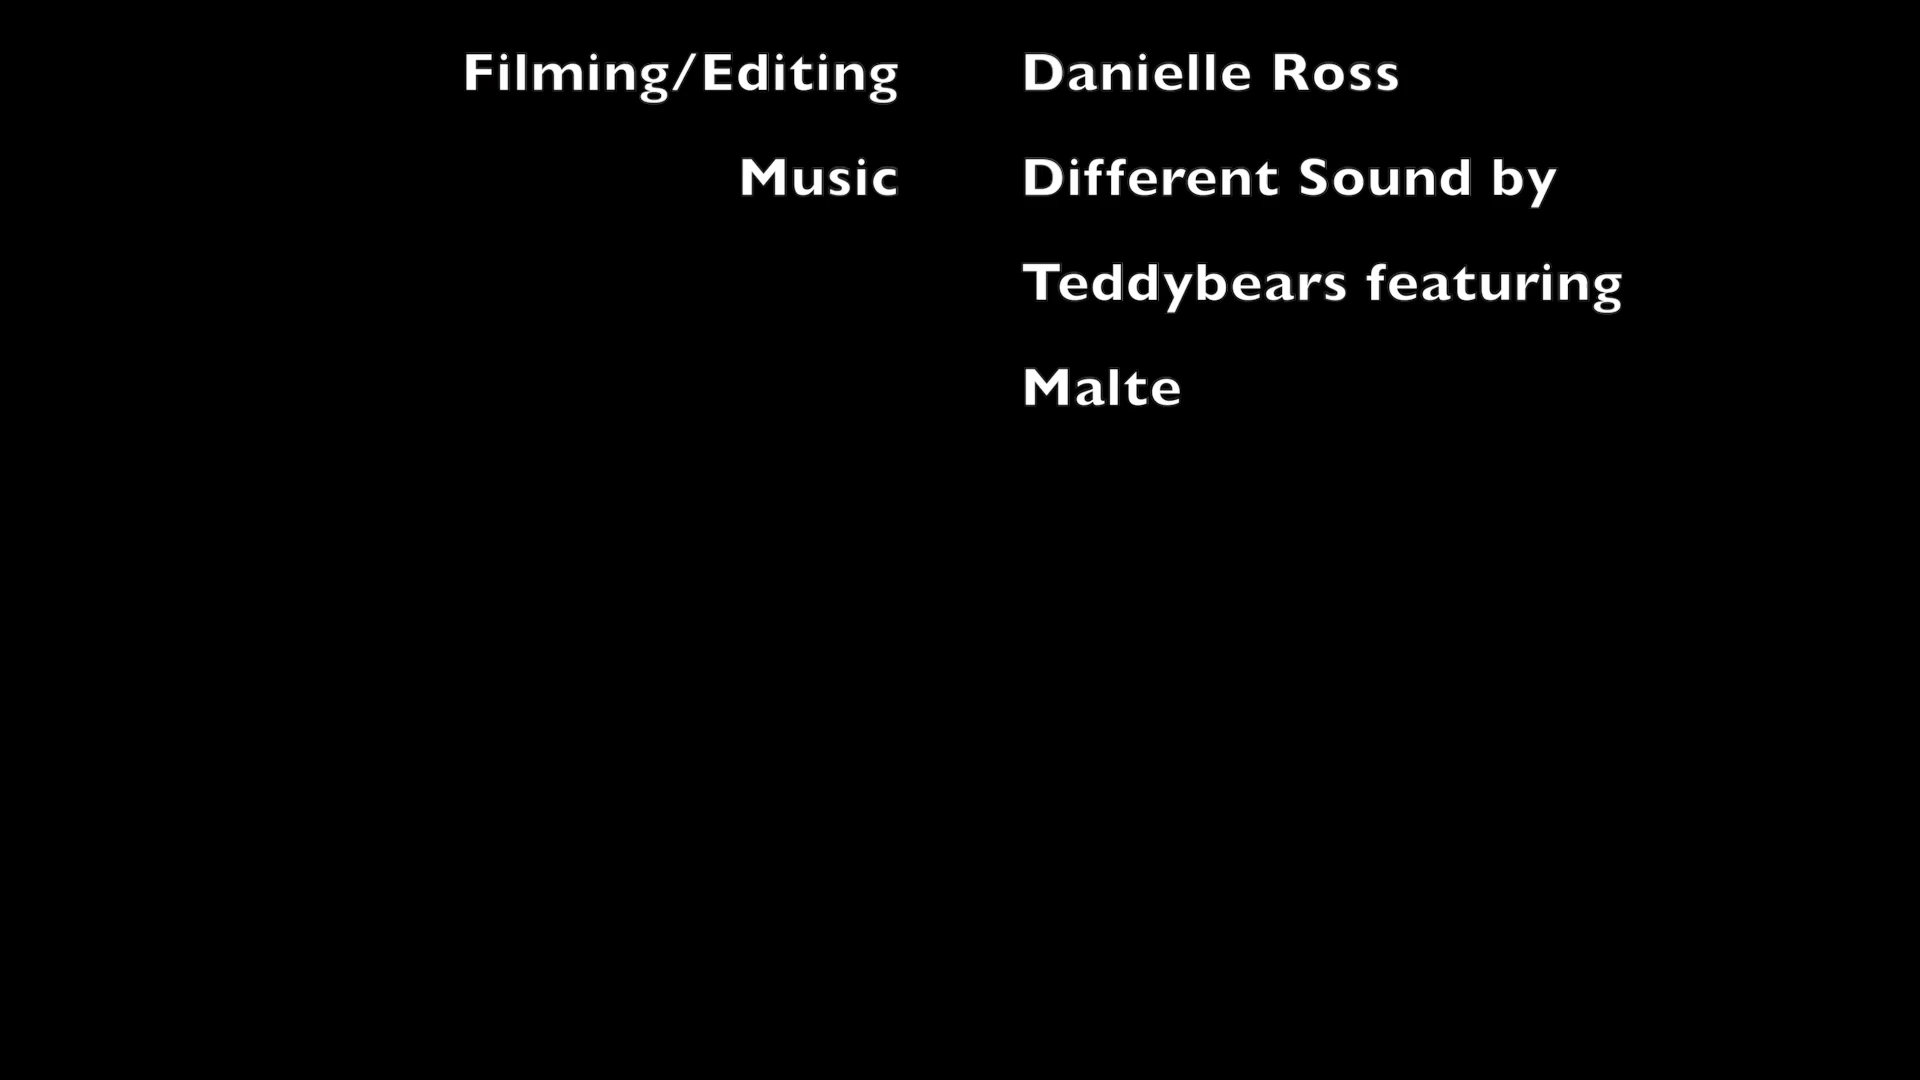 Filming/Editing Danielle Ross
Music Different Sound by
Teddybears featuring
Malte